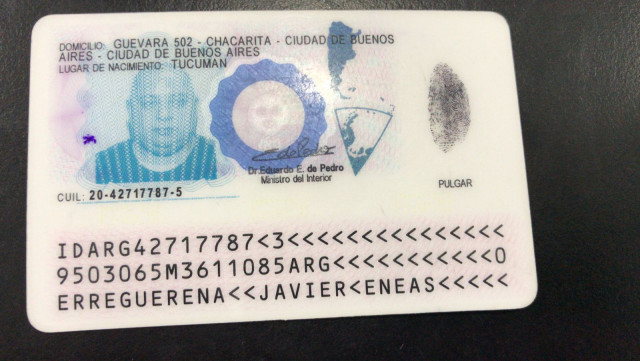 DOMICILIO: GUEVARA 502 - CHACARITA - CIUDAD DE BUENOS
AIRES - CIUDAD DE BUENOS AIRES
LUGAR DE NACIMIENTO: TUCUMAN
Dr. Eduardo E. de Pedro
Ministro del Interior
CUIL: 20-42717787-5
PULGAR
IDARG42717787<3<<<<<<<<<<<<<<<
9503065M3611085ARG<<<<<<<<<<<0
ERREGUERENA<<JAVIER<ENEAS<<<<<